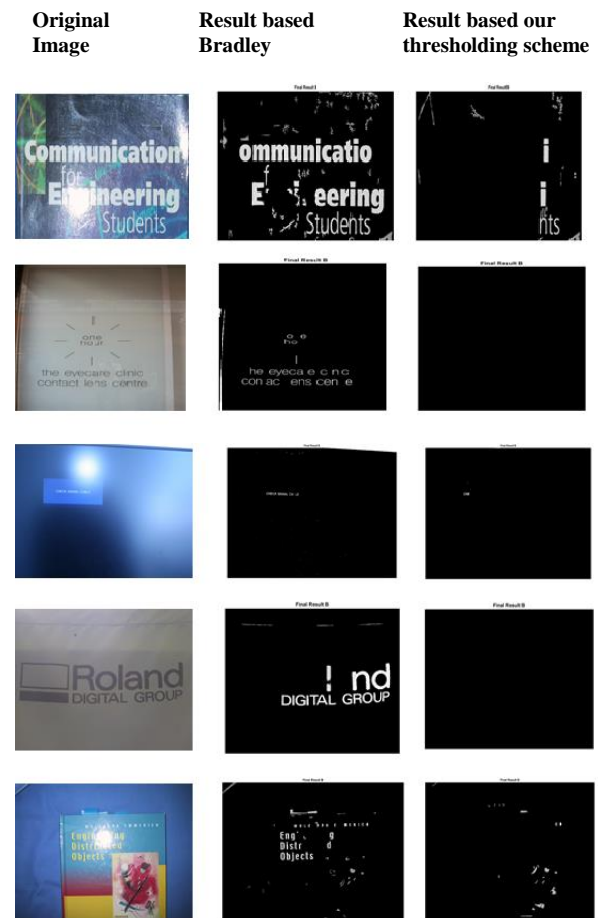 Original Image
Result based Bradley
Result based our thresholding scheme
Communication
for
Engineering
Students
Final Result B
ommunicatio
f
E eering
Students
i
i
nts
one
hour
the eyecare clinic
contact lens centre
Final Result B
o e
ho
he eyeca e c n c
con ac ens cen e
Final Result B
Roland
DIGITAL GROUP
Final Result B
nd
DIGITAL GROUP
Final Result B
Engineering
Distributed
Objects
Final Result B
Eng g
Distr d
Objects